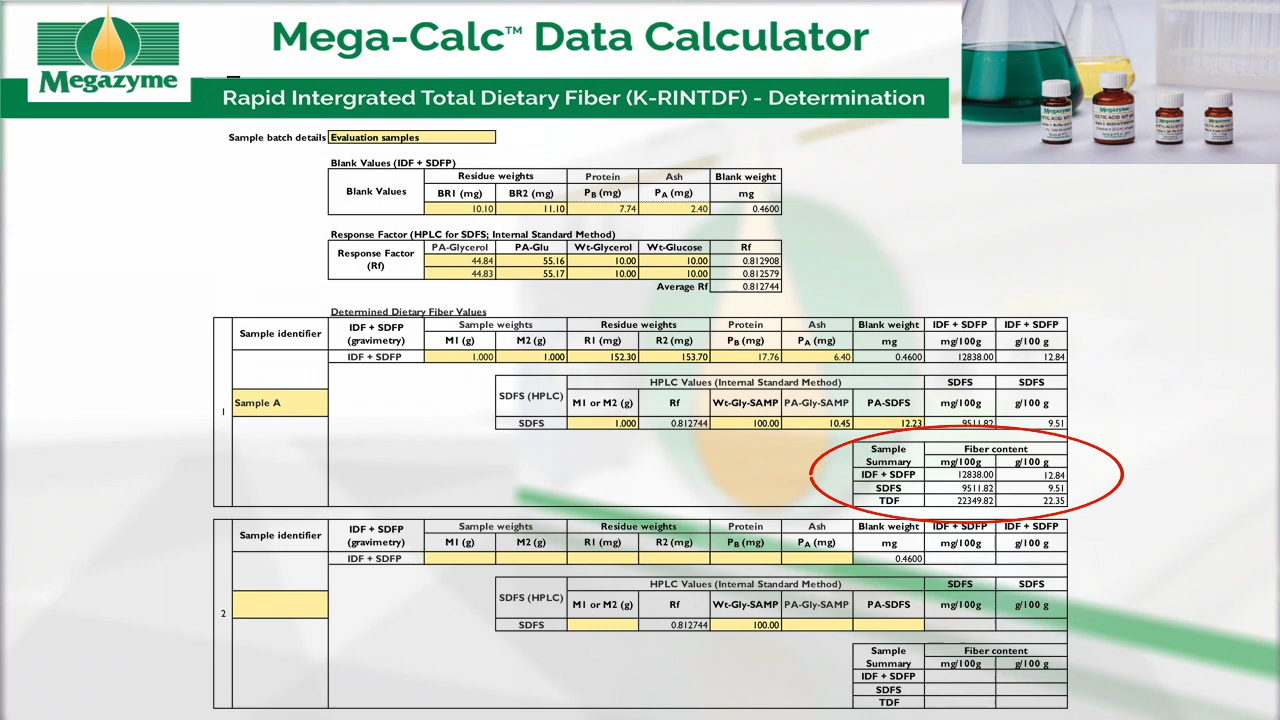 Megazyme
Mega-Calc™ Data Calculator
Rapid Intergrated Total Dietary Fiber (K-RINTDF) - Determination
Sample batch details Evaluation samples
Blank Values (IDF + SDFP)
Blank Values Residue weights Protein Ash Blank weight
BR1 (mg) BR2 (mg) PB (mg) PA (mg) mg
10.10 11.10 7.74 2.40 0.4600
Response Factor (HPLC for SDFS; Internal Standard Method)
Response Factor (Rf) PA-Glycerol PA-Glu Wt-Glycerol Wt-Glucose Rf
44.84 55.16 10.00 10.00 0.812908
44.83 55.17 10.00 10.00 0.812579
Average Rf 0.812744
Determined Dietary Fiber Values
Sample identifier IDF + SDFP (gravimetry) Sample weights Residue weights Protein Ash Blank weight IDF + SDFP IDF + SDFP
M1 (g) M2 (g) R1 (mg) R2 (mg) PB (mg) PA (mg) mg mg/100g g/100 g
IDF + SDFP 1.000 1.000 152.30 153.70 17.76 6.40 0.4600 12838.00 12.84
SDFS (HPLC) HPLC Values (Internal Standard Method) SDFS SDFS
1 Sample A M1 or M2 (g) Rf Wt-Gly-SAMP PA-Gly-SAMP PA-SDFS mg/100g g/100 g
SDFS 1.000 0.812744 100.00 10.45 12.23 9511.82 9.51
Sample Fiber content
Summary mg/100g g/100 g
IDF + SDFP 12838.00 12.84
SDFS 9511.82 9.51
TDF 22349.82 22.35
Sample identifier IDF + SDFP (gravimetry) Sample weights Residue weights Protein Ash Blank weight IDF + SDFP IDF + SDFP
M1 (g) M2 (g) R1 (mg) R2 (mg) PB (mg) PA (mg) mg mg/100g g/100 g
IDF + SDFP 0.4600
SDFS (HPLC) HPLC Values (Internal Standard Method) SDFS SDFS
2 M1 or M2 (g) Rf Wt-Gly-SAMP PA-Gly-SAMP PA-SDFS mg/100g g/100 g
SDFS 0.812744 100.00
Sample Fiber content
Summary mg/100g g/100 g
IDF + SDFP
SDFS
TDF